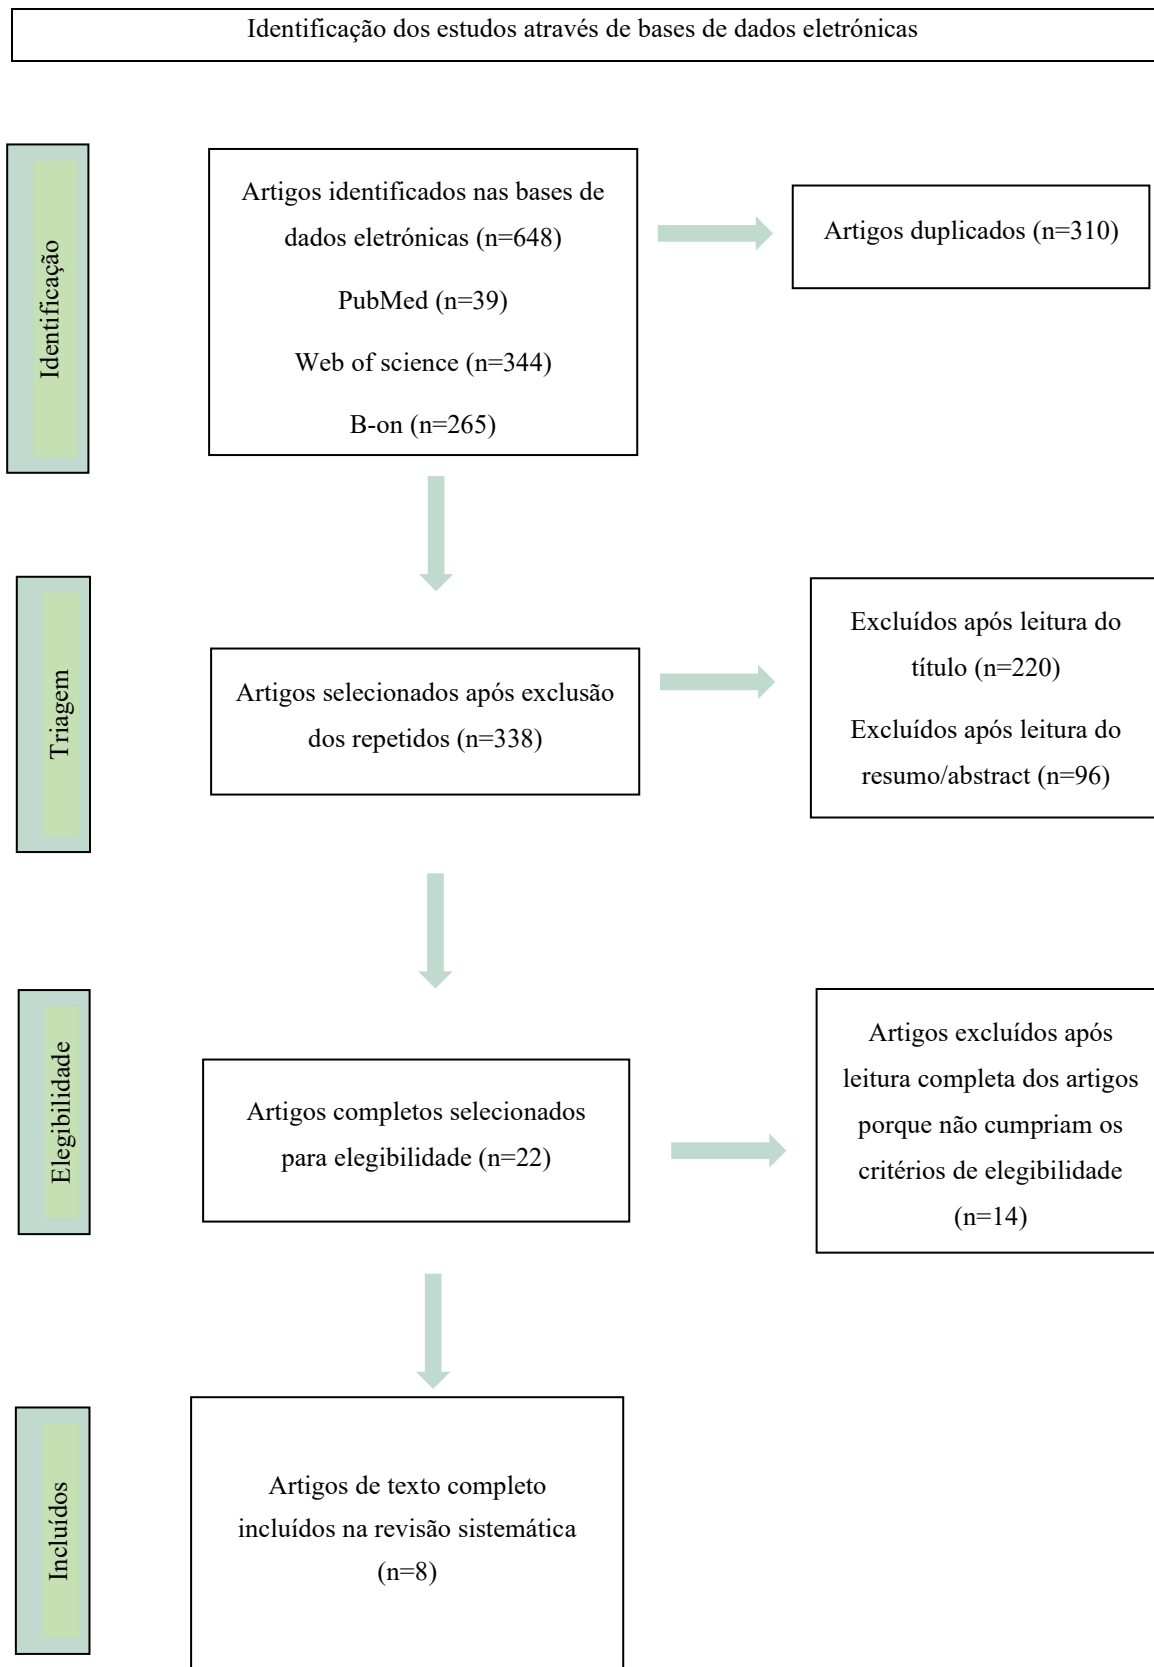 Identificação dos estudos através de bases de dados eletrónicas
Identificação
Artigos identificados nas bases de
dados eletrónicas (n=648)
PubMed (n=39)
Web of science (n=344)
B-on (n=265)
Artigos duplicados (n=310)
Triagem
Artigos selecionados após exclusão
dos repetidos (n=338)
Excluídos após leitura do
título (n=220)
Excluídos após leitura do
resumo/abstract (n=96)
Elegibilidade
Artigos completos selecionados
para elegibilidade (n=22)
Artigos excluídos após
leitura completa dos artigos
porque não cumpriam os
critérios de elegibilidade
(n=14)
Incluídos
Artigos de texto completo
incluídos na revisão sistemática
(n=8)